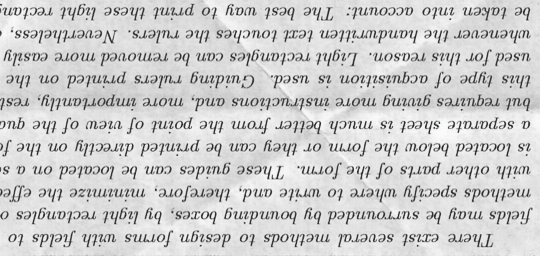 There exist several methods to design forms with fields to
fields may be surrounded by bounding boxes, by light rectangles o
methods specify where to write and, therefore, minimize the effe
with other parts of the form. These guides can be located on a s
is located below the form or they can be printed directly on the fo
a separate sheet is much better from the point of view of the qua
but requires giving more instructions and, more importantly, rest
this type of acquisition is used. Guiding rulers printed on the
used for this reason. Light rectangles can be removed more easily
whenever the handwritten text touches the rulers. Nevertheless,
be taken into account: The best way to print these light rectang